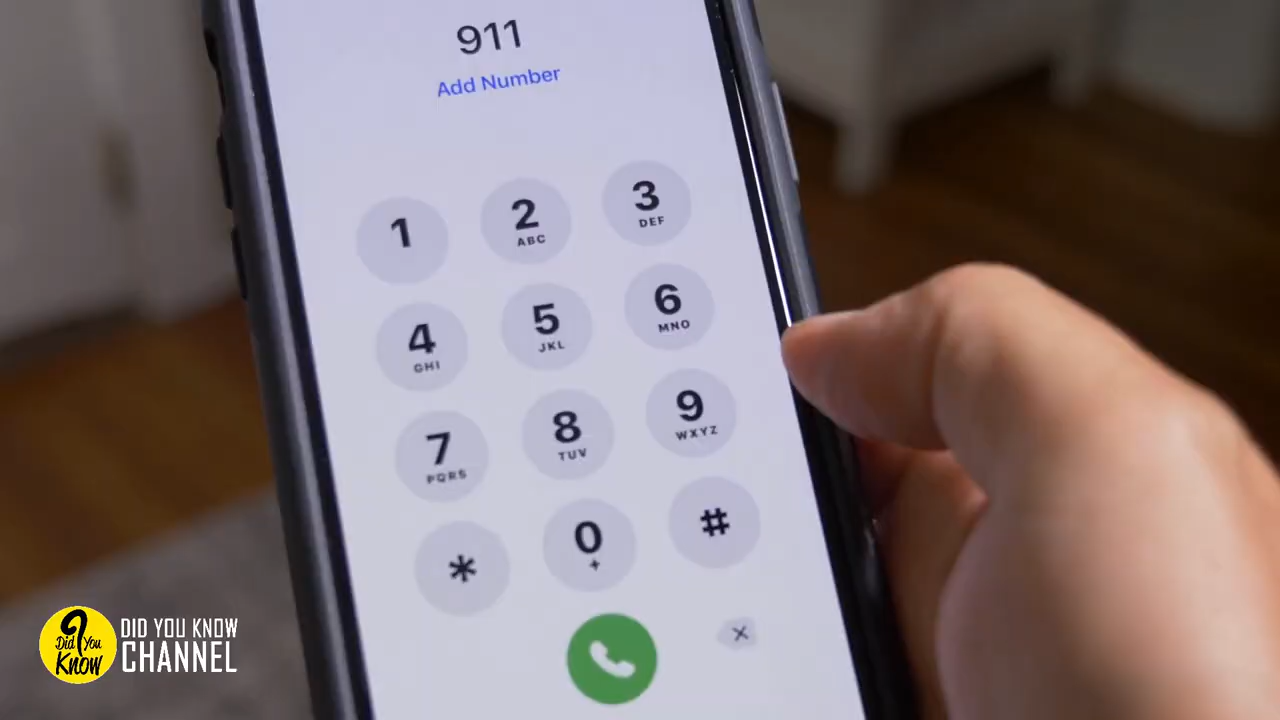 911
Add Number
1
2
ABC
3
DEF
4
GHI
5
JKL
6
MNO
7
PQRS
8
TUV
9
WXYZ
*
0
+
#
?
Did You
Know
DID YOU KNOW
CHANNEL